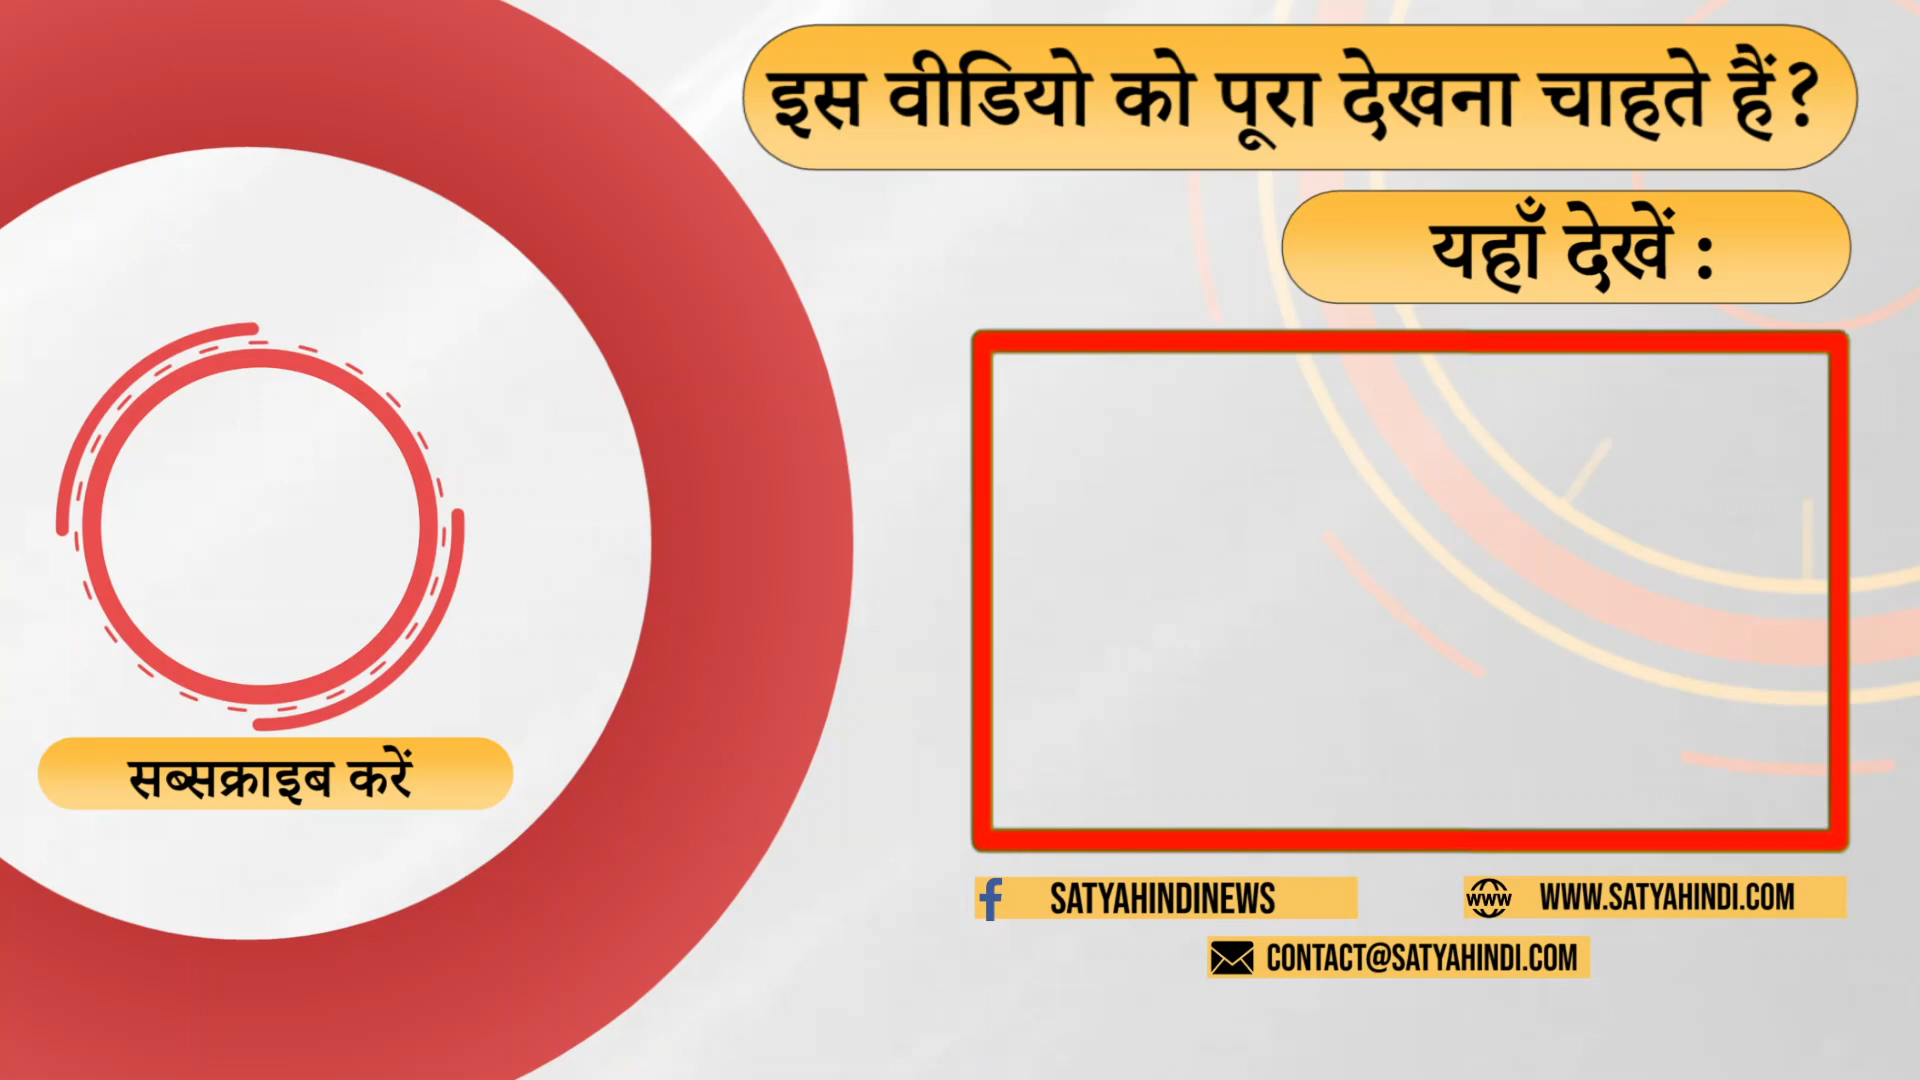 इस वीडियो को पूरा देखना चाहते हैं?
यहाँ देखें :
सब्सक्राइब करें
SATYAHINDINEWS
WWW.SATYAHINDI.COM
CONTACT@SATYAHINDI.COM